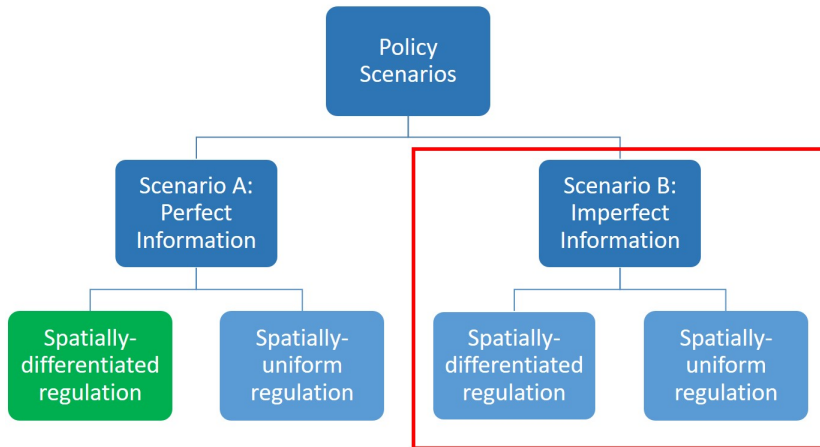 Policy
Scenarios
Scenario A:
Perfect
Information
Scenario B:
Imperfect
Information
Spatially-
differentiated
regulation
Spatially-
uniform
regulation
Spatially-
differentiated
regulation
Spatially-
uniform
regulation